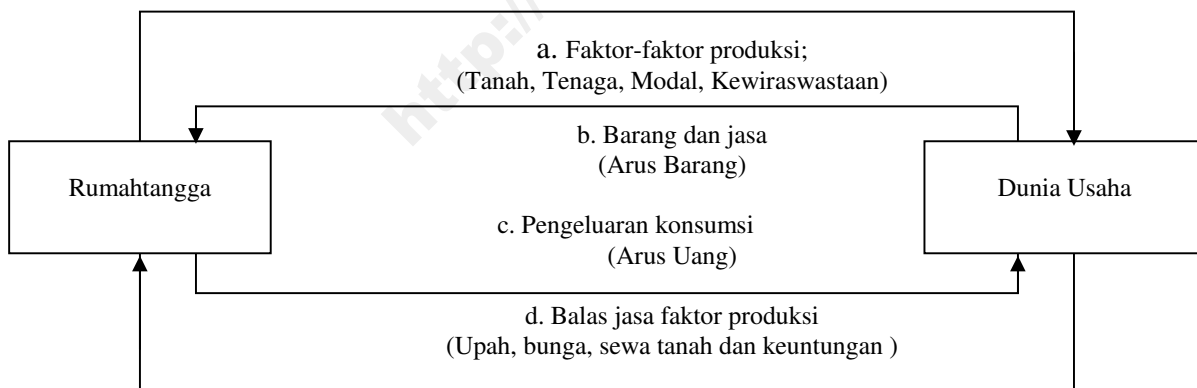 http://
a. Faktor-faktor produksi;
(Tanah, Tenaga, Modal, Kewiraswastaan)
b. Barang dan jasa
(Arus Barang)
Rumahtangga
Dunia Usaha
c. Pengeluaran konsumsi
(Arus Uang)
d. Balas jasa faktor produksi
(Upah, bunga, sewa tanah dan keuntungan )